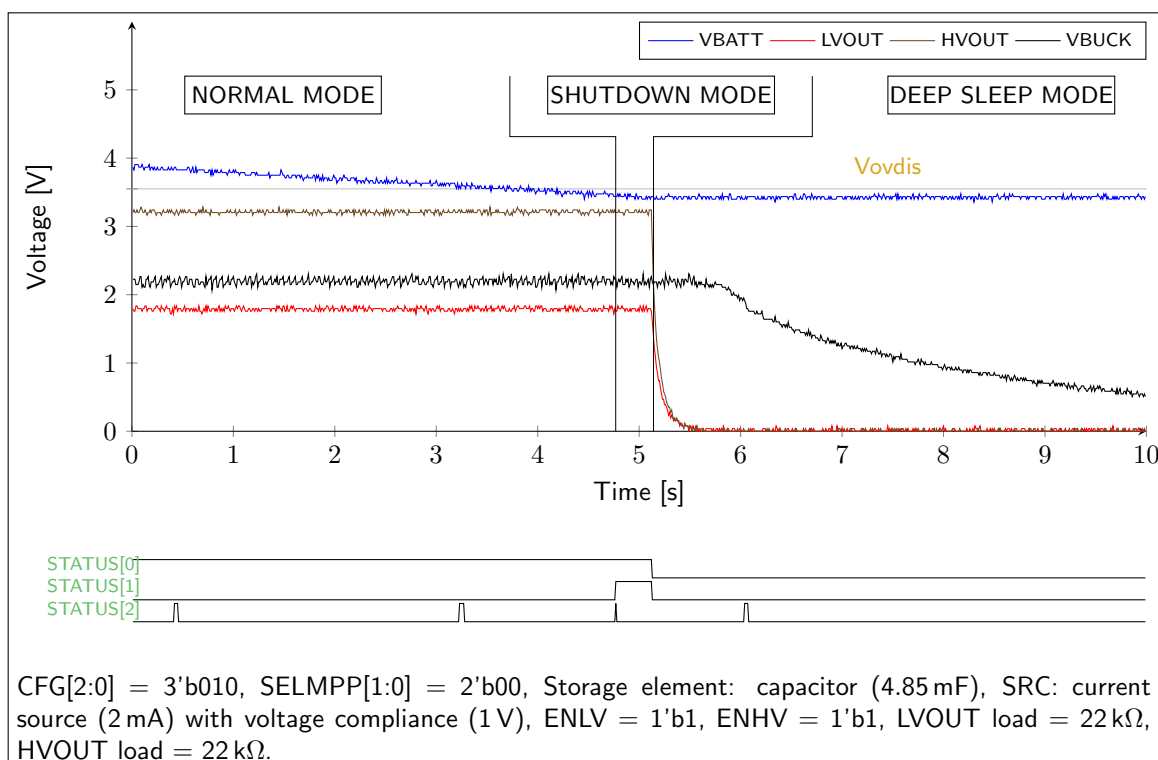 VBATT LVOUT HVOUT VBUCK
NORMAL MODE SHUTDOWN MODE DEEP SLEEP MODE
Vovdis
Voltage [V]
5
4
3
2
1
0
0 1 2 3 4 5 6 7 8 9 10
Time [s]
STATUS[0]
STATUS[1]
STATUS[2]
CFG[2:0] = 3'b010, SELMPP[1:0] = 2'b00, Storage element: capacitor (4.85 mF), SRC: current
source (2 mA) with voltage compliance (1 V), ENLV = 1'b1, ENHV = 1'b1, LVOUT load = 22 kΩ,
HVOUT load = 22 kΩ.